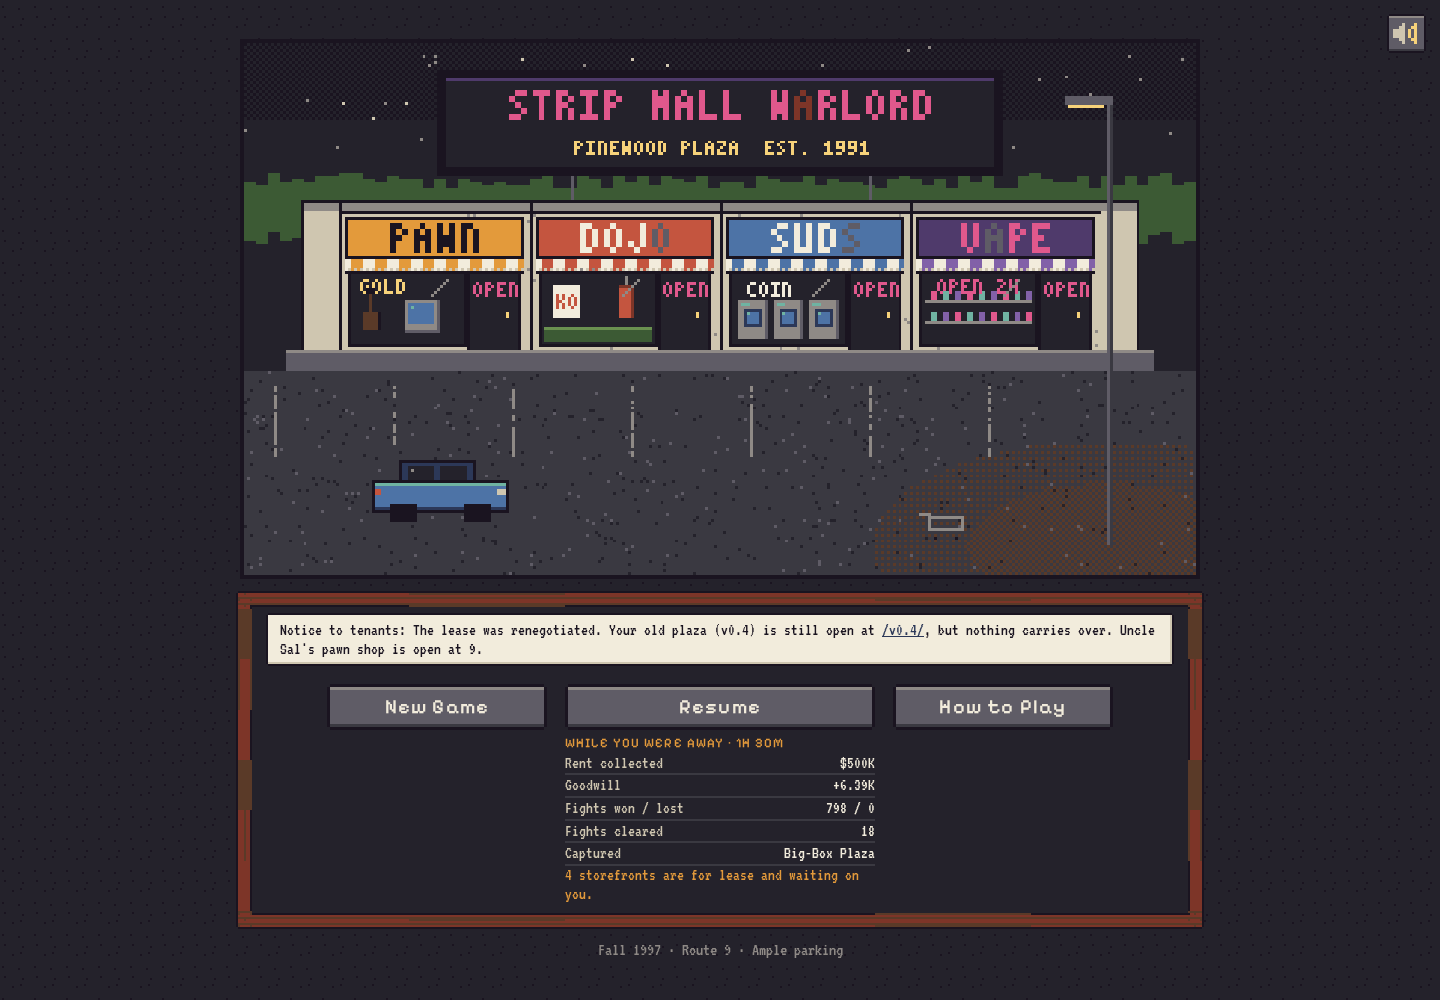 STRIP MALL WARLORD
PINEWOOD PLAZA EST. 1991
PAWN DOJO SUDS VAPE
GOLD OPEN KO OPEN COIN OPEN OPEN 24 OPEN
Notice to tenants: The lease was renegotiated. Your old plaza (v0.4) is still open at /v0.4/, but nothing carries over. Uncle
Sal's pawn shop is open at 9.
New Game Resume How to Play
WHILE YOU WERE AWAY · 1H 30M
Rent collected $500K
Goodwill +6.39K
Fights won / lost 798 / 0
Fights cleared 18
Captured Big-Box Plaza
4 storefronts are for lease and waiting on
you.
Fall 1997 · Route 9 · Ample parking